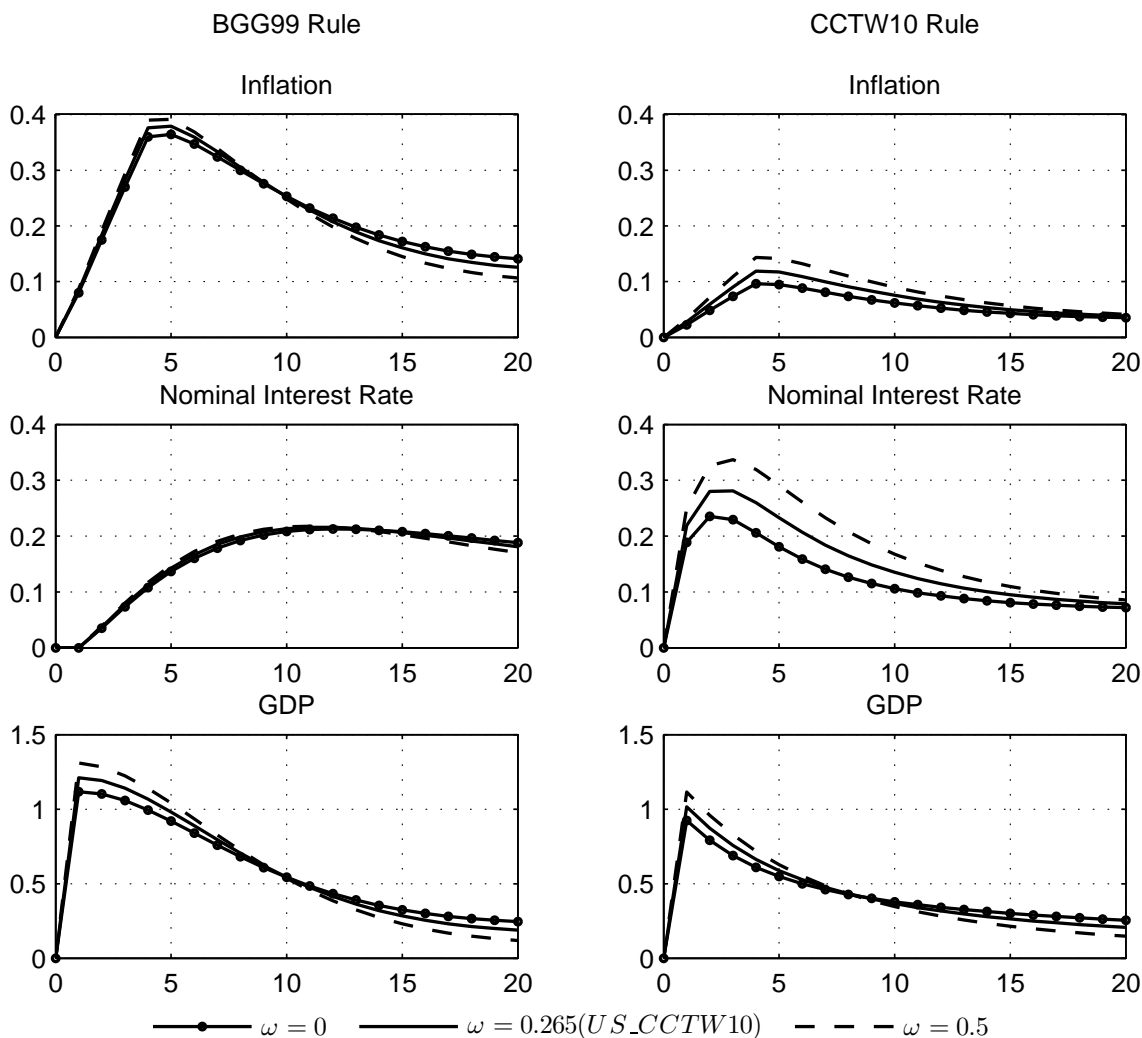 BGG99 Rule
CCTW10 Rule
Inflation
Inflation
0.4
0.3
0.2
0.1
0
0 5 10 15 20
0.4
0.3
0.2
0.1
0
0 5 10 15 20
Nominal Interest Rate
Nominal Interest Rate
0.4
0.3
0.2
0.1
0
0 5 10 15 20
0.4
0.3
0.2
0.1
0
0 5 10 15 20
GDP
GDP
1.5
1
0.5
0
0 5 10 15 20
1.5
1
0.5
0
0 5 10 15 20
ω = 0 ω = 0.265(US_CCTW10) ω = 0.5